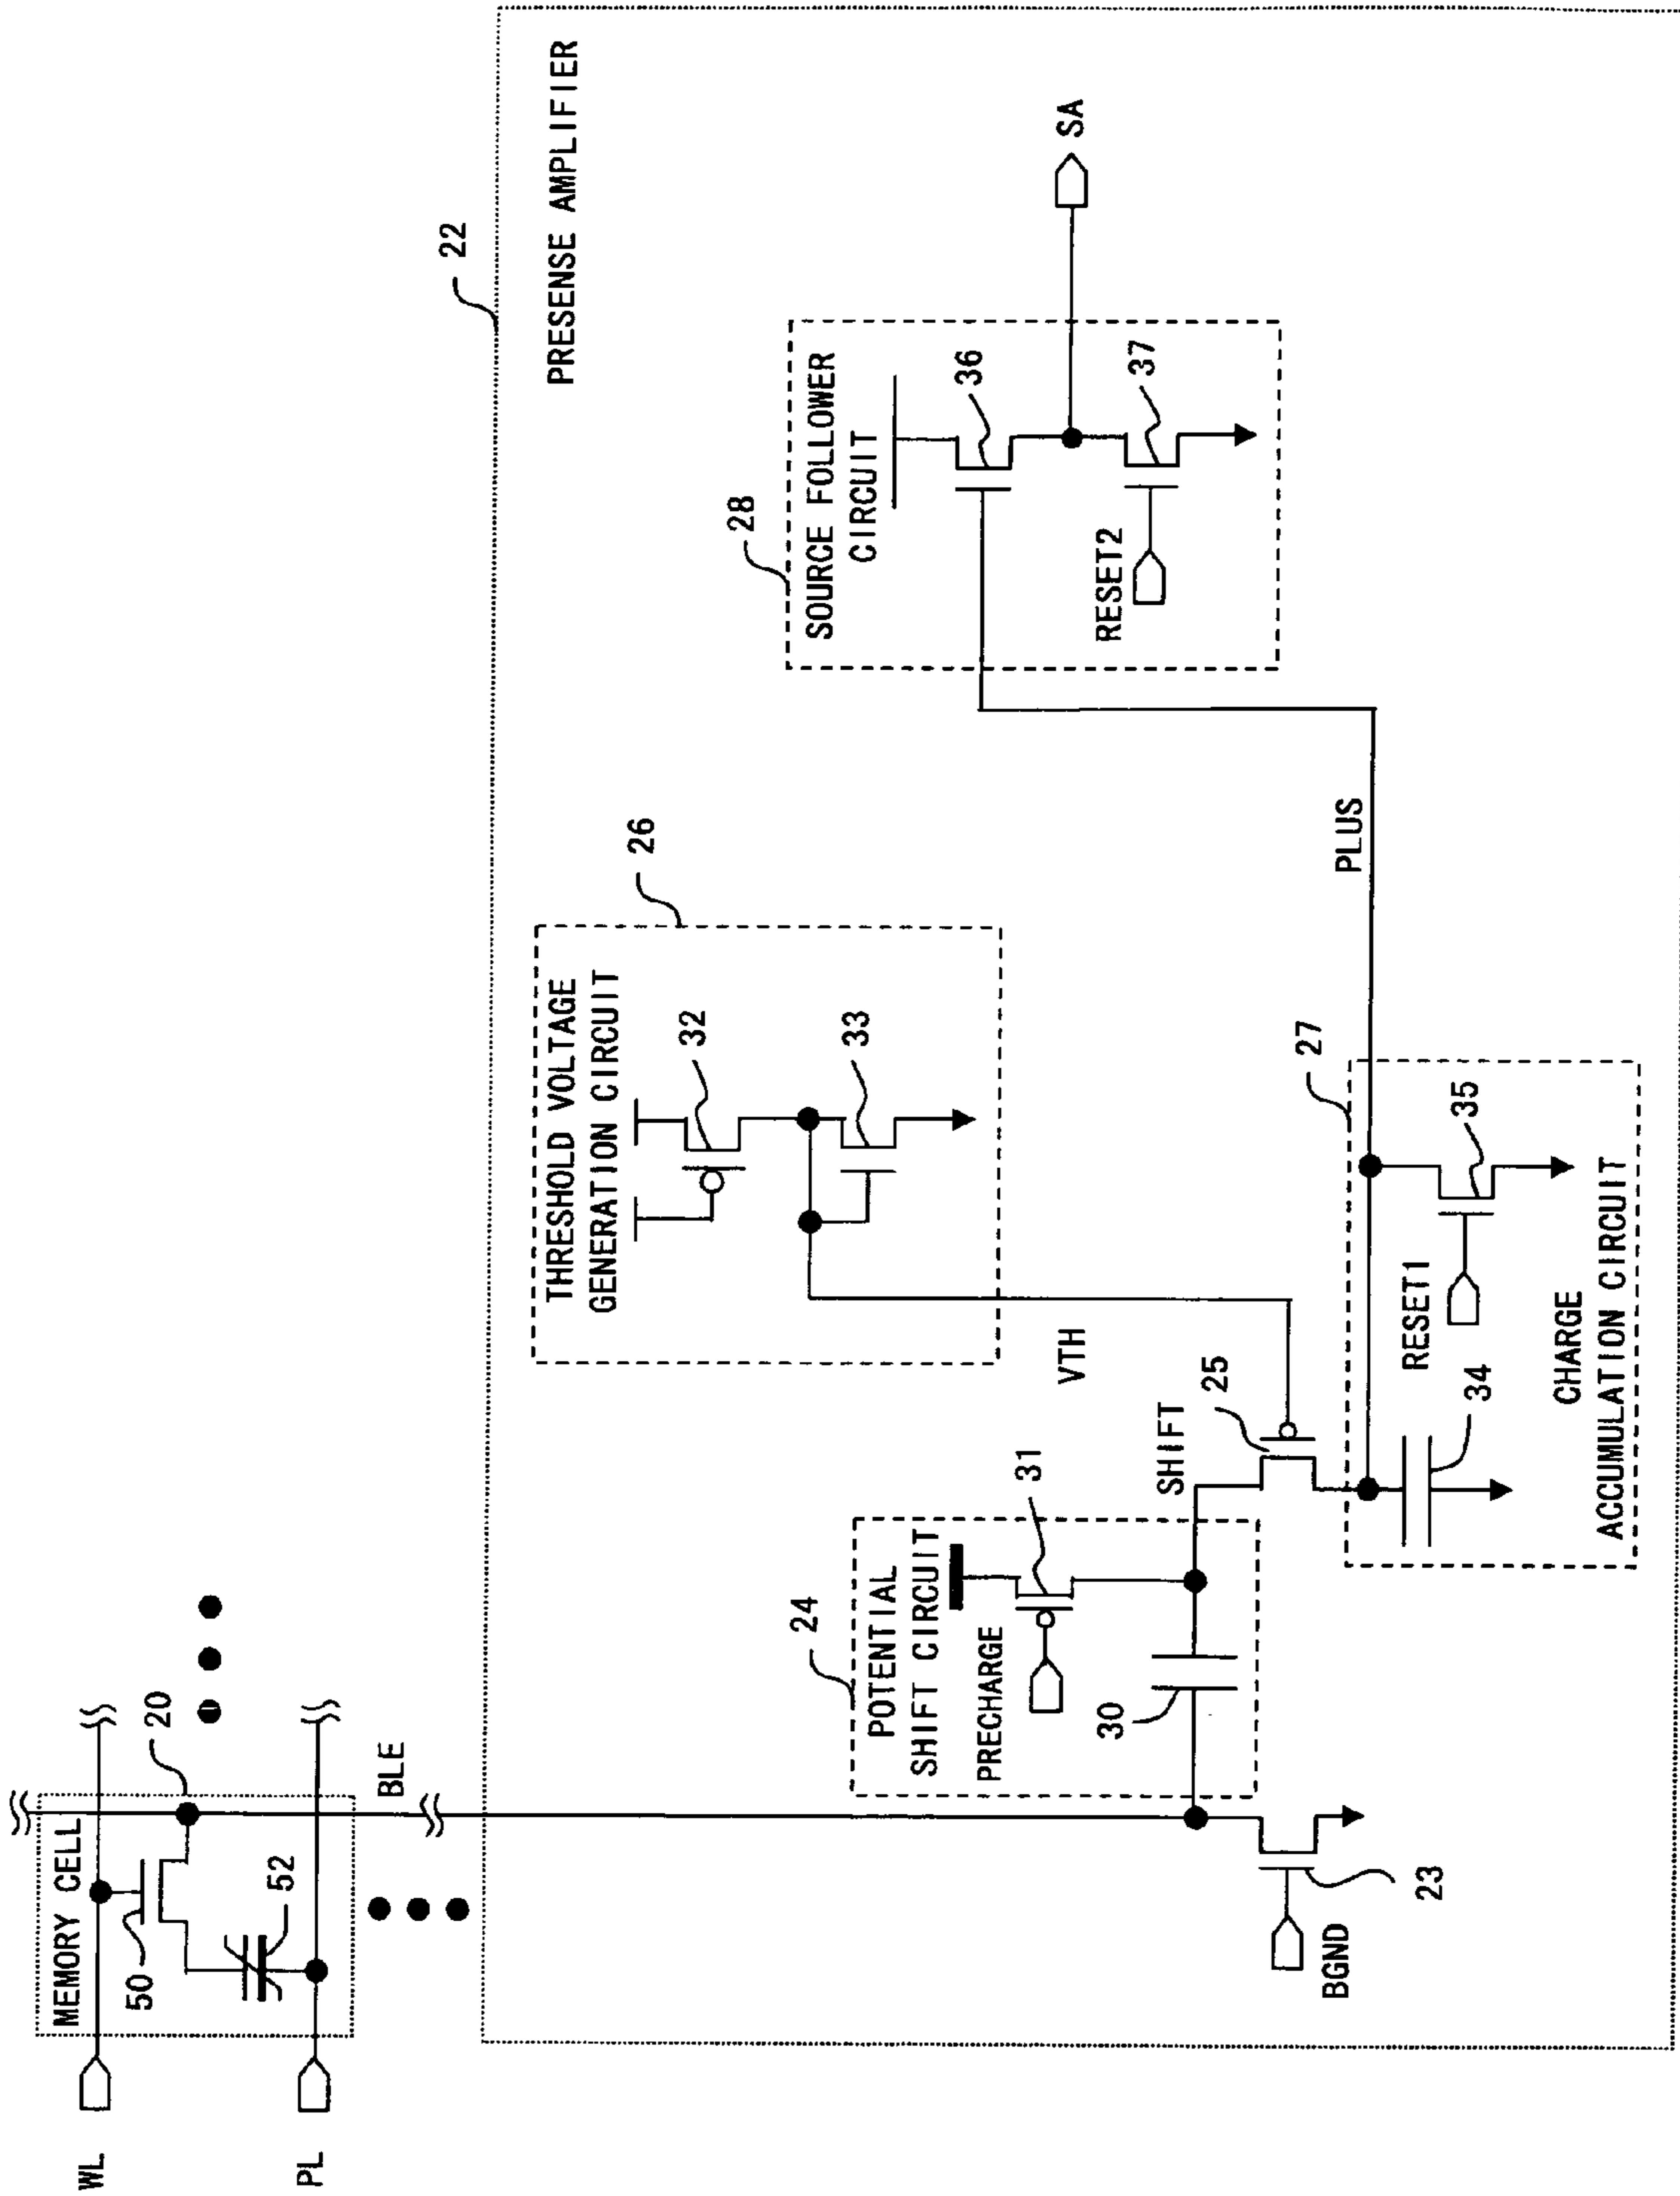 WL
PL
MEMORY CELL
50
52
20
BLE
22
PRESENSE AMPLIFIER
24
POTENTIAL
SHIFT CIRCUIT
PRECHARGE
31
30
BGND
23
SHIFT
25
VTH
26
THRESHOLD VOLTAGE
GENERATION CIRCUIT
32
33
27
RESET1
35
34
CHARGE
ACCUMULATION CIRCUIT
PLUS
28
SOURCE FOLLOWER
CIRCUIT
36
RESET2
37
SA